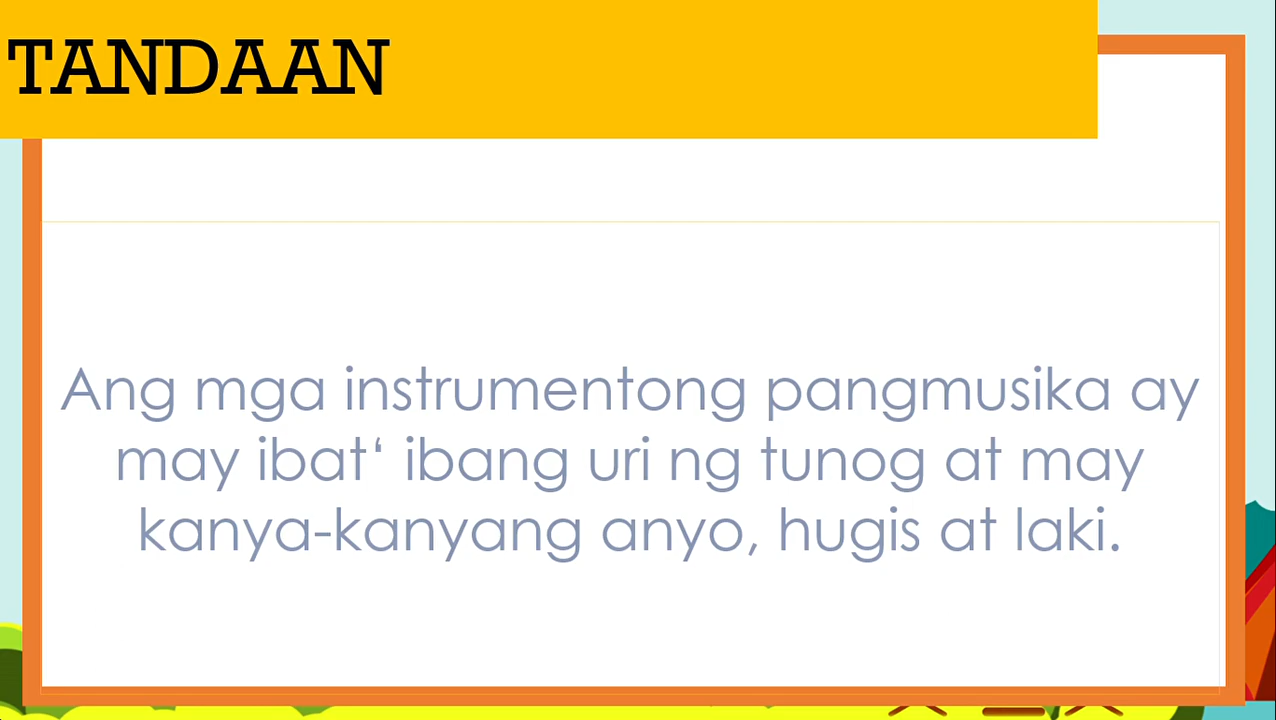 TANDAAN
Ang mga instrumentong pangmusika ay
may ibat‘ ibang uri ng tunog at may
kanya-kanyang anyo, hugis at laki.